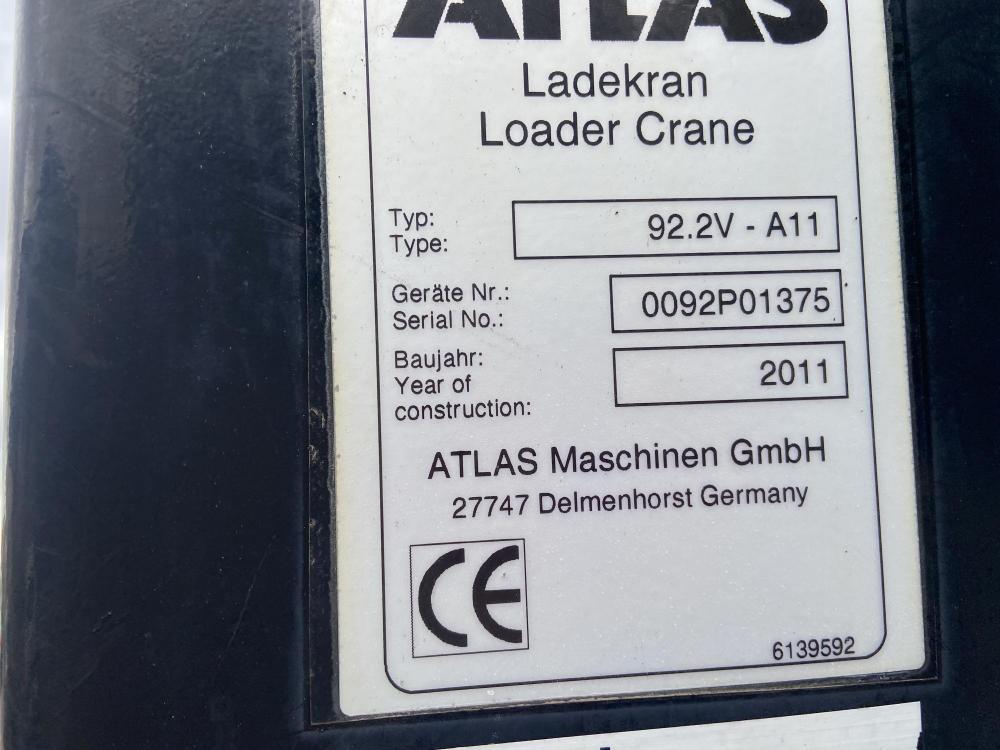 ATLAS
Ladekran
Loader Crane
Typ:
Type:
92.2V - A11
Geräte Nr.:
Serial No.:
0092P01375
Baujahr:
Year of
construction:
2011
ATLAS Maschinen GmbH
27747 Delmenhorst Germany
CE
6139592